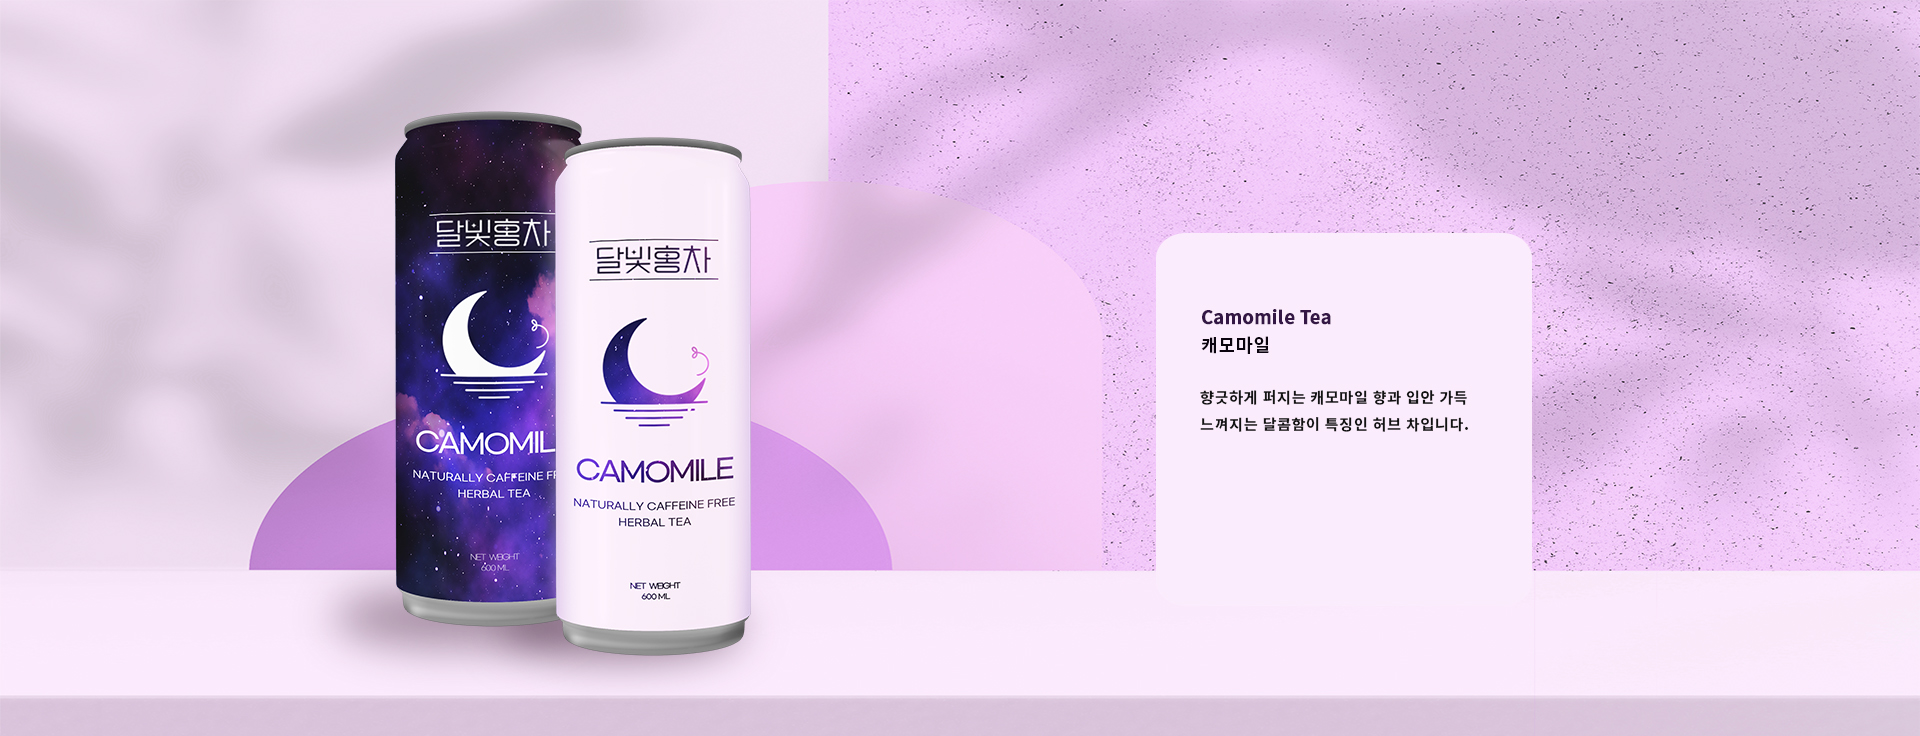 달빛홍차
CAMOMIL
NATURALLY CAFFEINE FR
HERBAL TEA
NET WEIGHT
600 ML
달빛홍차
CAMOMILE
NATURALLY CAFFEINE FREE
HERBAL TEA
NET WEIGHT
600 ML
Camomile Tea
캐모마일
향긋하게 퍼지는 캐모마일 향과 입안 가득
느껴지는 달콤함이 특징인 허브 차입니다.